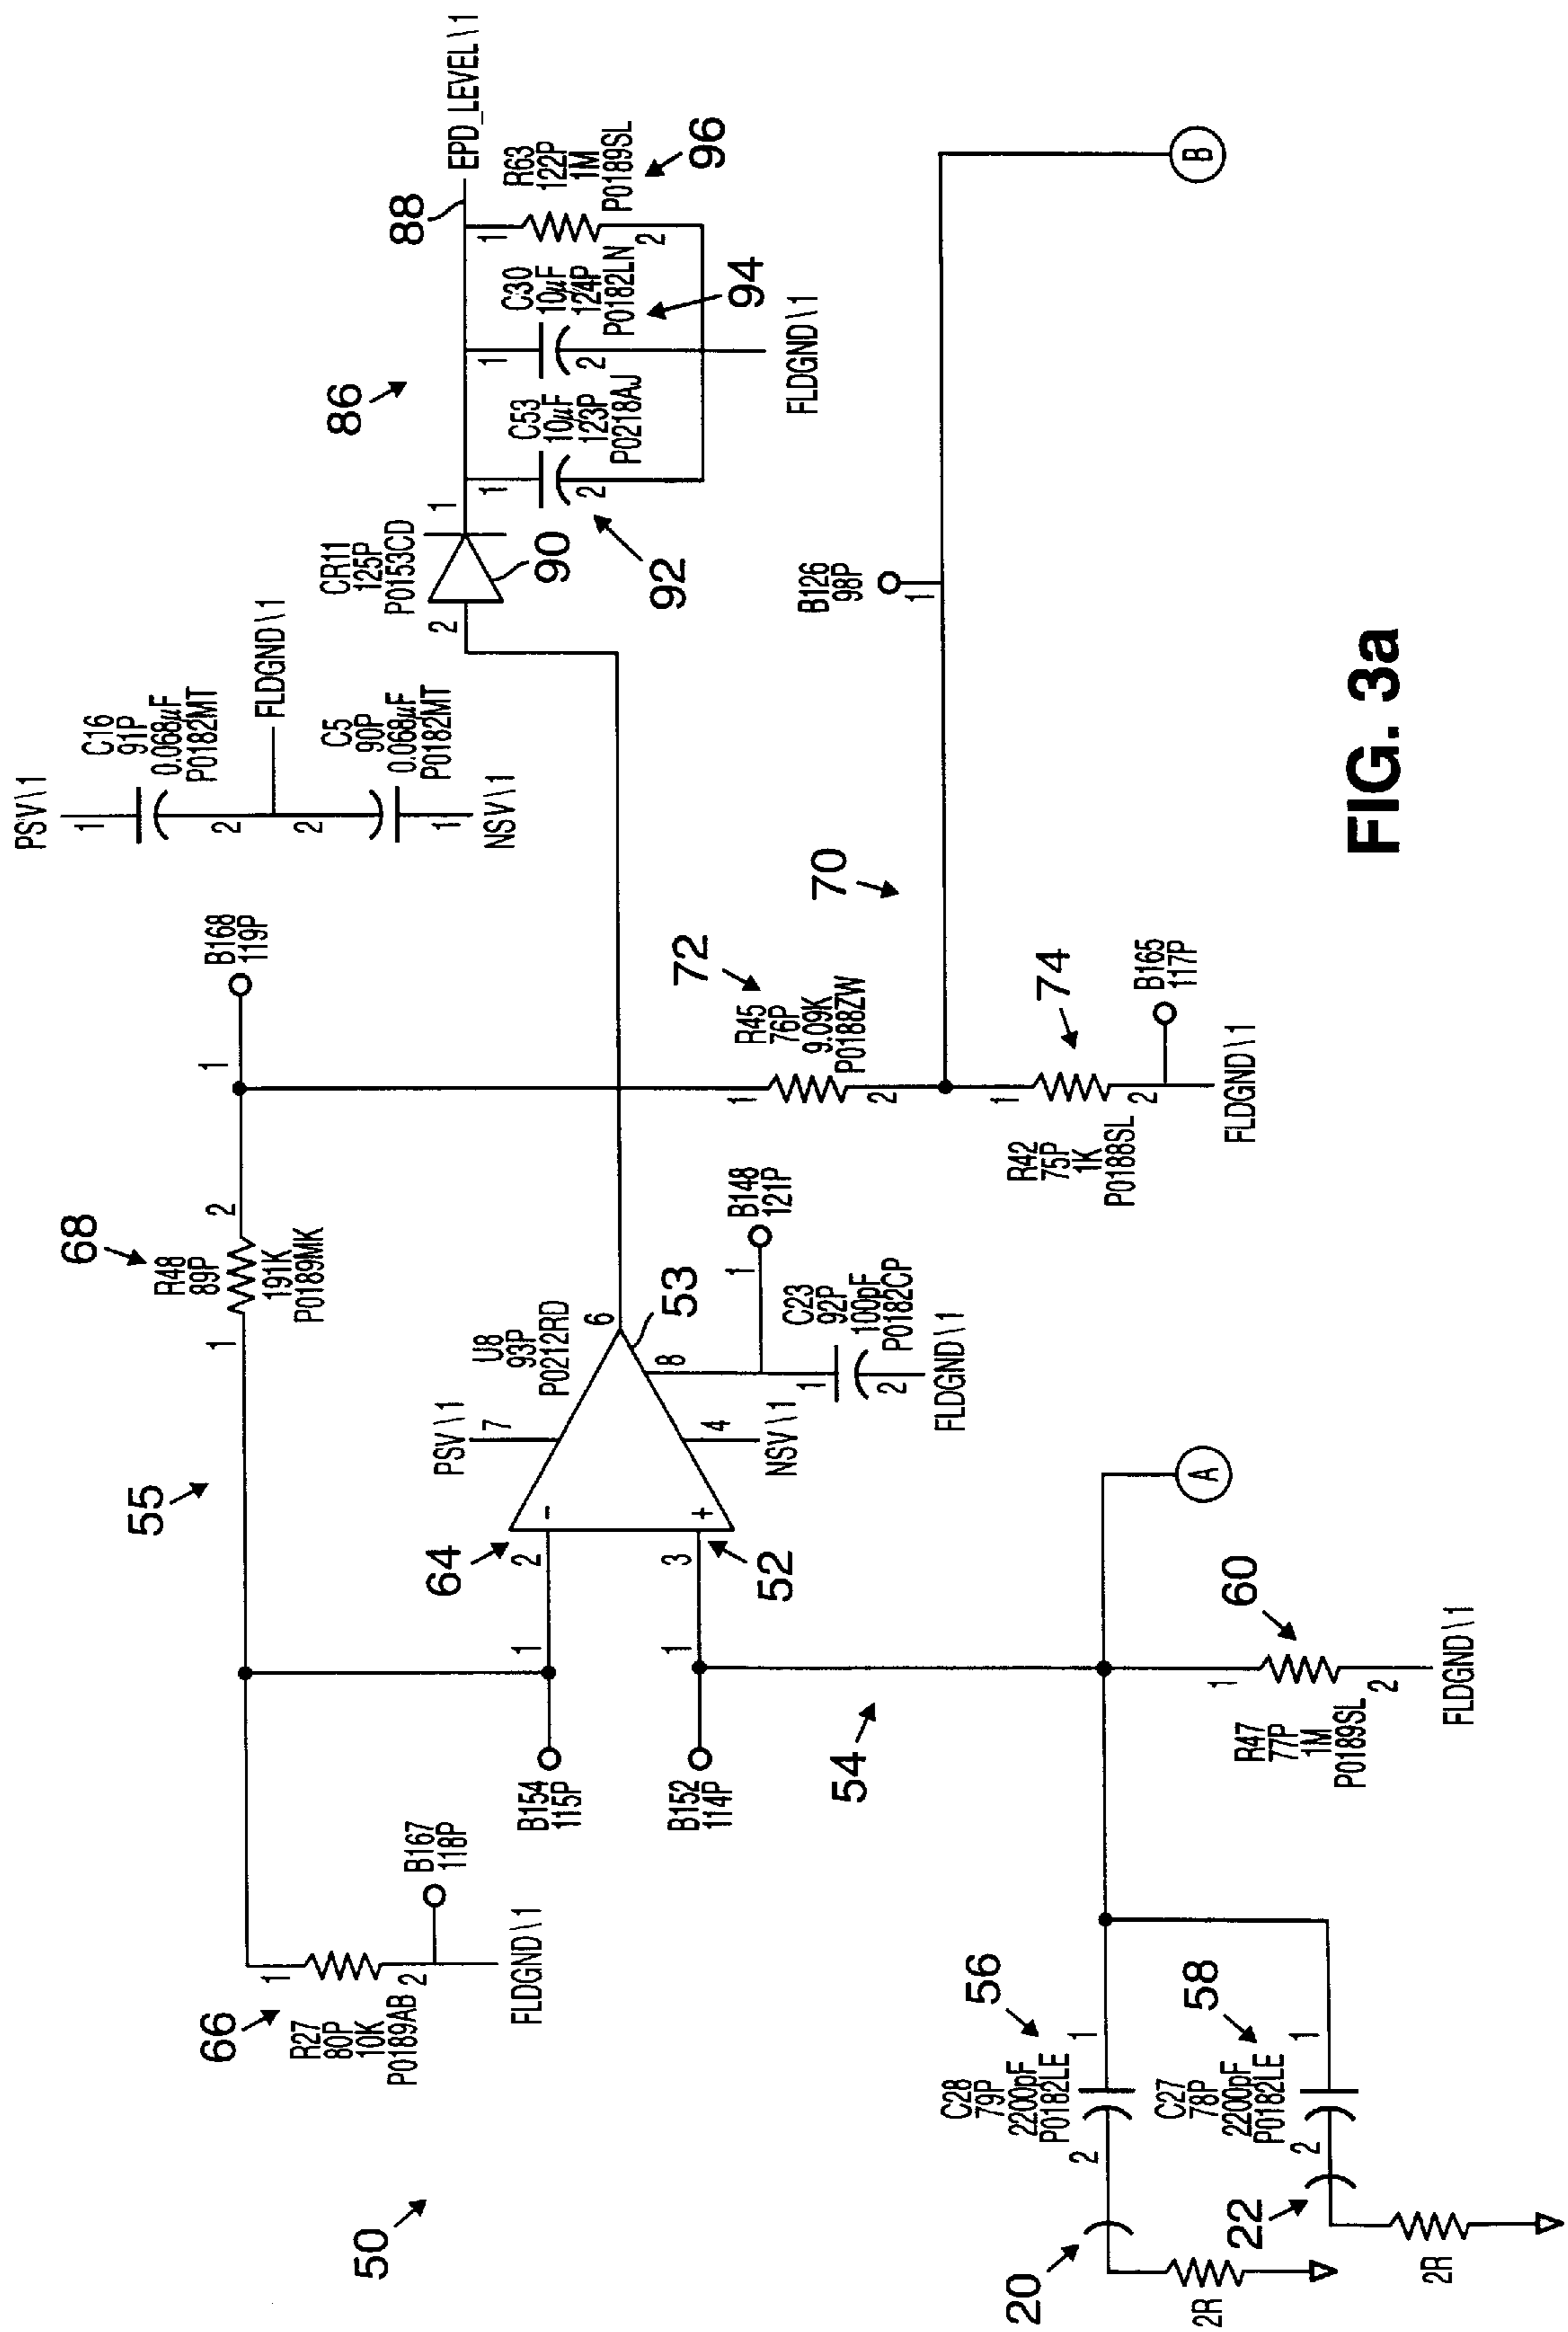 PSV\1
1
C16
91P
0.068µF
P0182MT
2
FLDGND\1
2
C5
90P
0.068µF
P0182MT
1
NSV\1
68
R48
89P
191K
P0189MK
1
2
1
B168
119P
55
66
R27
80P
10K
P0189AB
1
2
B167
118P
FLDGND\1
50
86
CR11
125P
P0153CD
2
1
90
88
EPD_LEVEL\1
1
C53
10µF
123P
P0218AJ
2
92
1
C30
10µF
124P
P0182LN
2
94
1
R63
122P
1M
P0189SL
2
96
FLDGND\1
64
2
-
1
B154
115P
3
+
1
B152
114P
52
PSV\1
7
U8
93P
P0212RD
6
53
8
4
NSV\1
1
B148
121P
C23
92P
100pF
P0182CP
1
2
FLDGND\1
54
72
R45
76P
9.09K
P0188ZW
1
2
70
74
R42
75P
1K
P0188SL
1
2
B165
117P
FLDGND\1
B126
98P
1
B
A
60
R47
77P
1M
P0189SL
1
2
FLDGND\1
56
C28
79P
2200pF
P0182LE
1
2
58
C27
78P
2200pF
P0182LE
1
2
20
22
2R
2R
FIG. 3a